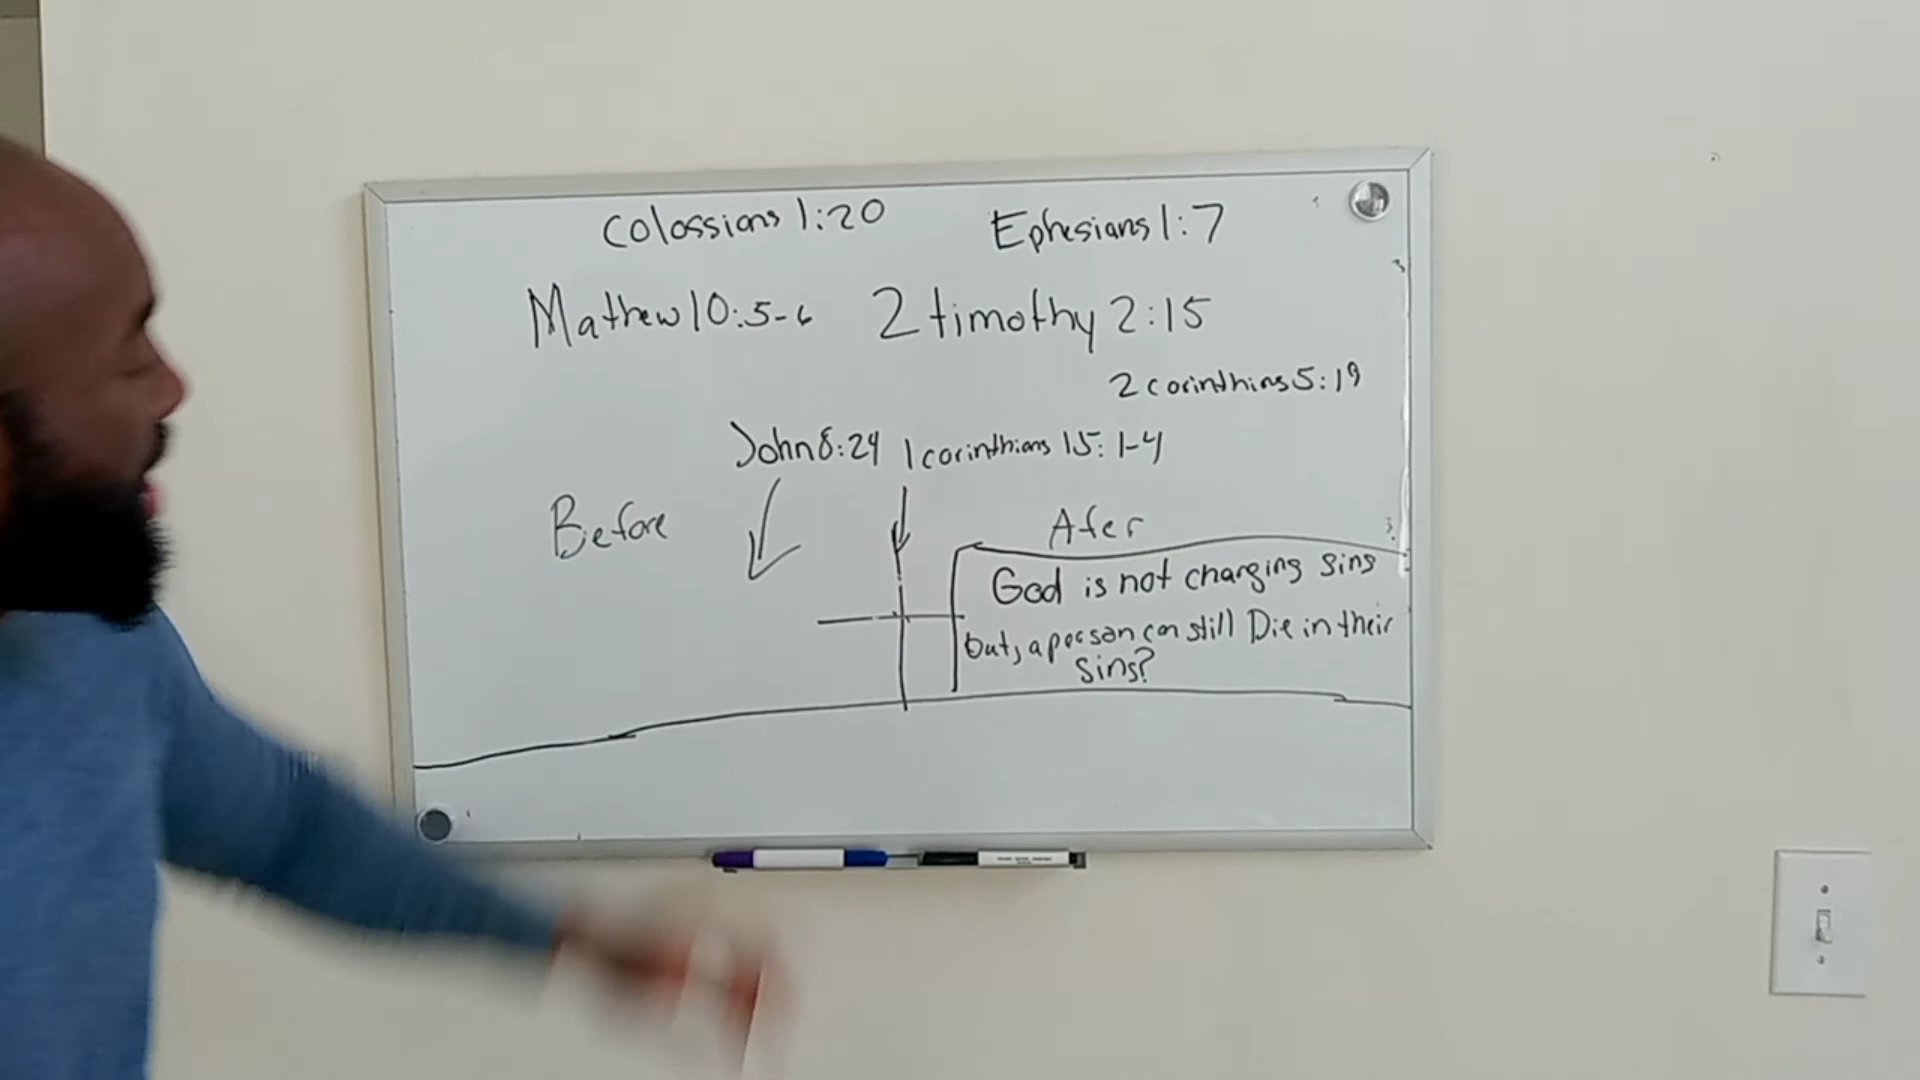 Colossians 1:20 Ephesians 1:7
Mathew 10:5-6 2 timothy 2:15
2 corinthins 5:19
John 8:24 1 corinthians 15:1-4
Before
Afer
God is not charging sins
but, a person can still Die in their
sins?